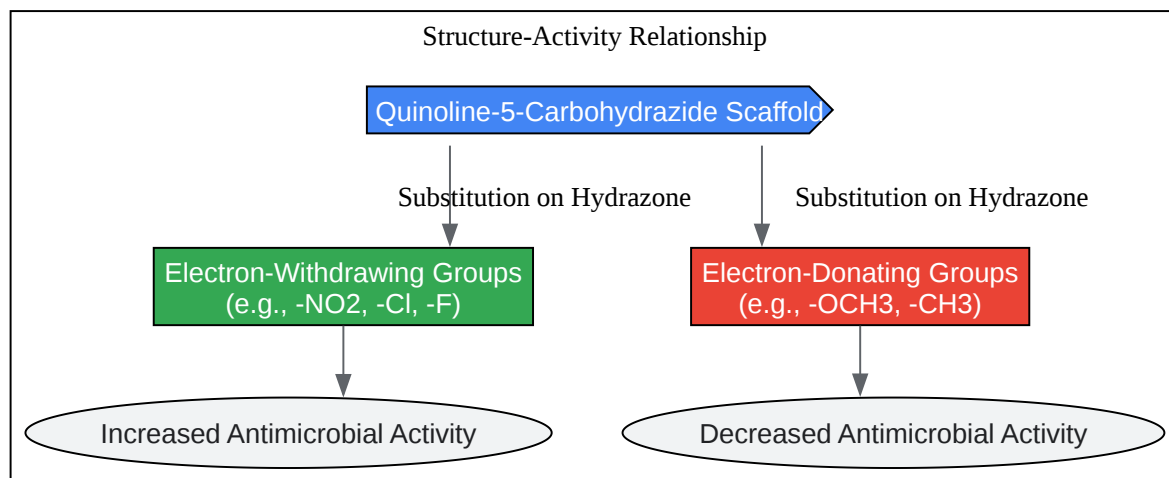 Structure-Activity Relationship
Quinoline-5-Carbohydrazide Scaffold
Substitution on Hydrazone
Substitution on Hydrazone
Electron-Withdrawing Groups
(e.g., -NO2, -Cl, -F)
Electron-Donating Groups
(e.g., -OCH3, -CH3)
Increased Antimicrobial Activity
Decreased Antimicrobial Activity